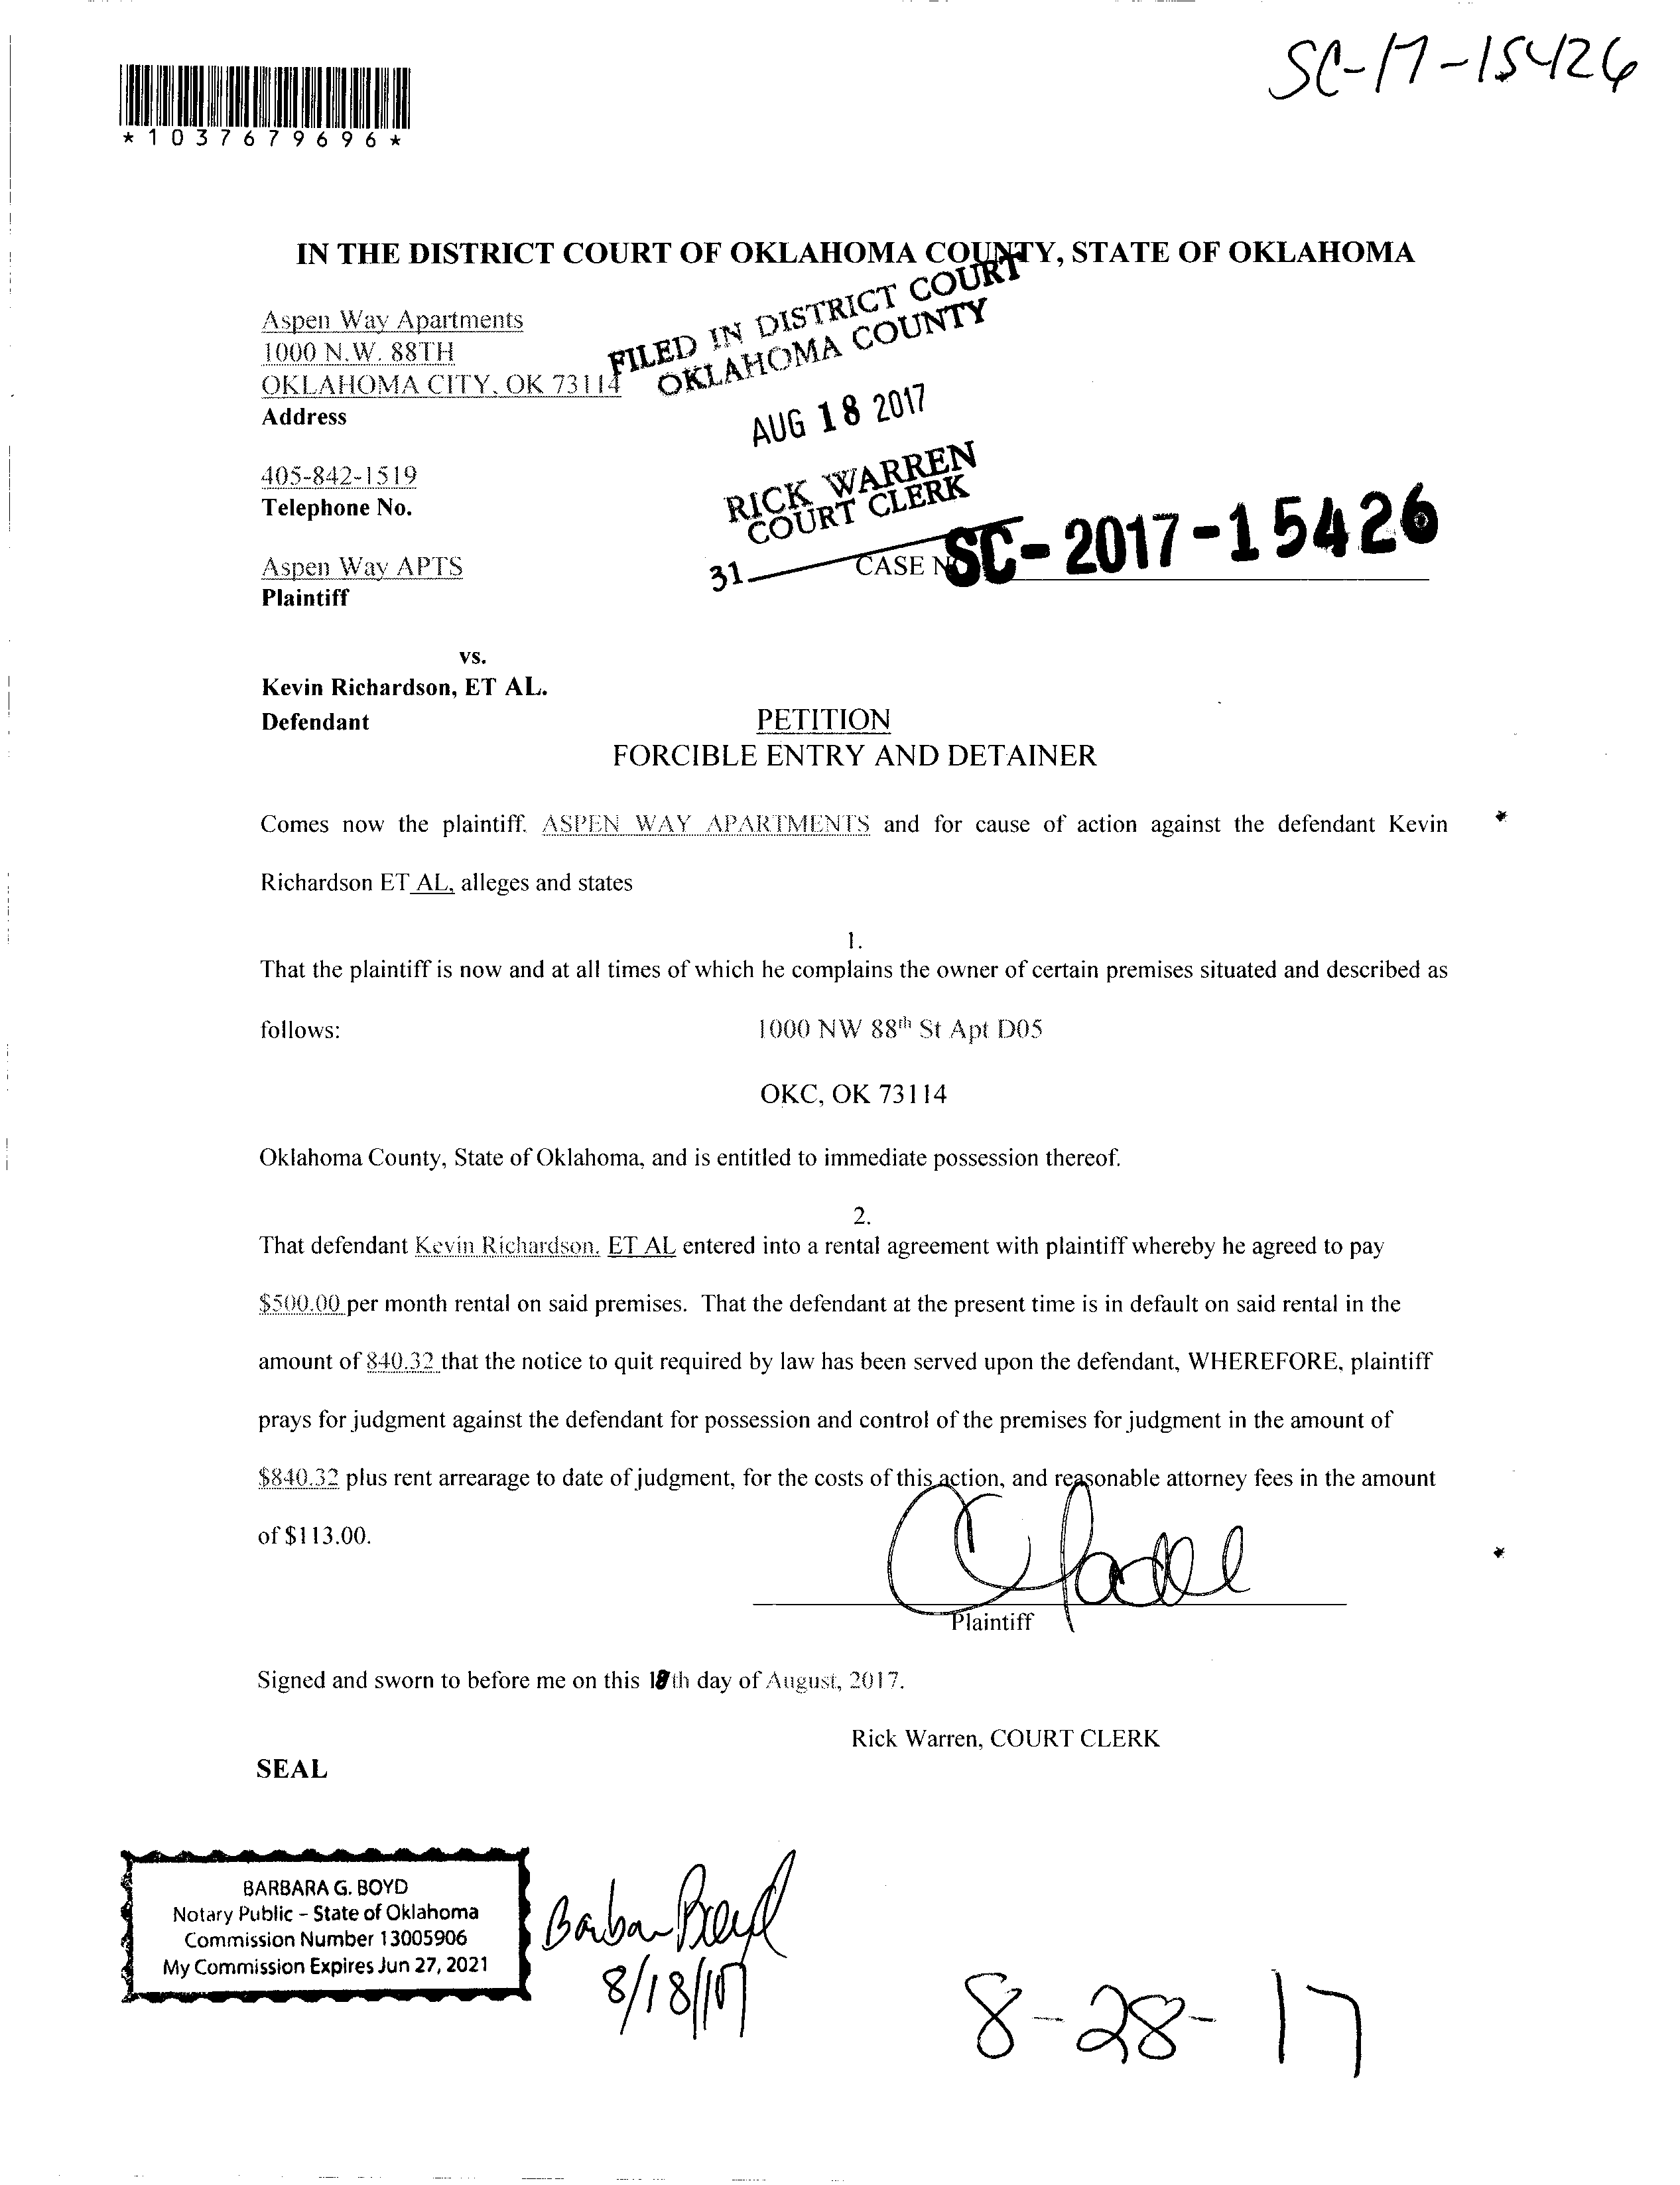 SC-17-15426
*1037679696*
IN THE DISTRICT COURT OF OKLAHOMA COUNTY, STATE OF OKLAHOMA
Aspen Way Apartments
1000 N.W. 88TH
OKLAHOMA CITY, OK 73114
Address
FILED IN DISTRICT COURT
OKLAHOMA COUNTY
AUG 18 2017
RICK WARREN
COURT CLERK
31
405-842-1519
Telephone No.
CASE N SC-2017-15426
Aspen Way APTS
Plaintiff
vs.
Kevin Richardson, ET AL.
Defendant
PETITION
FORCIBLE ENTRY AND DETAINER
Comes now the plaintiff, ASPEN WAY APARTMENTS and for cause of action against the defendant Kevin
Richardson ET AL, alleges and states
1.
That the plaintiff is now and at all times of which he complains the owner of certain premises situated and described as
follows: 1000 NW 88th St Apt D05
OKC, OK 73114
Oklahoma County, State of Oklahoma, and is entitled to immediate possession thereof.
2.
That defendant Kevin Richardson, ET AL entered into a rental agreement with plaintiff whereby he agreed to pay
$500.00 per month rental on said premises. That the defendant at the present time is in default on said rental in the
amount of 840.32 that the notice to quit required by law has been served upon the defendant, WHEREFORE, plaintiff
prays for judgment against the defendant for possession and control of the premises for judgment in the amount of
$840.32 plus rent arrearage to date of judgment, for the costs of this action, and reasonable attorney fees in the amount
of $113.00.
Plaintiff
Signed and sworn to before me on this 18th day of August, 2017.
Rick Warren, COURT CLERK
SEAL
BARBARA G. BOYD
Notary Public – State of Oklahoma
Commission Number 13005906
My Commission Expires Jun 27, 2021
Barbara Boyd
8/18/17
8-28-17